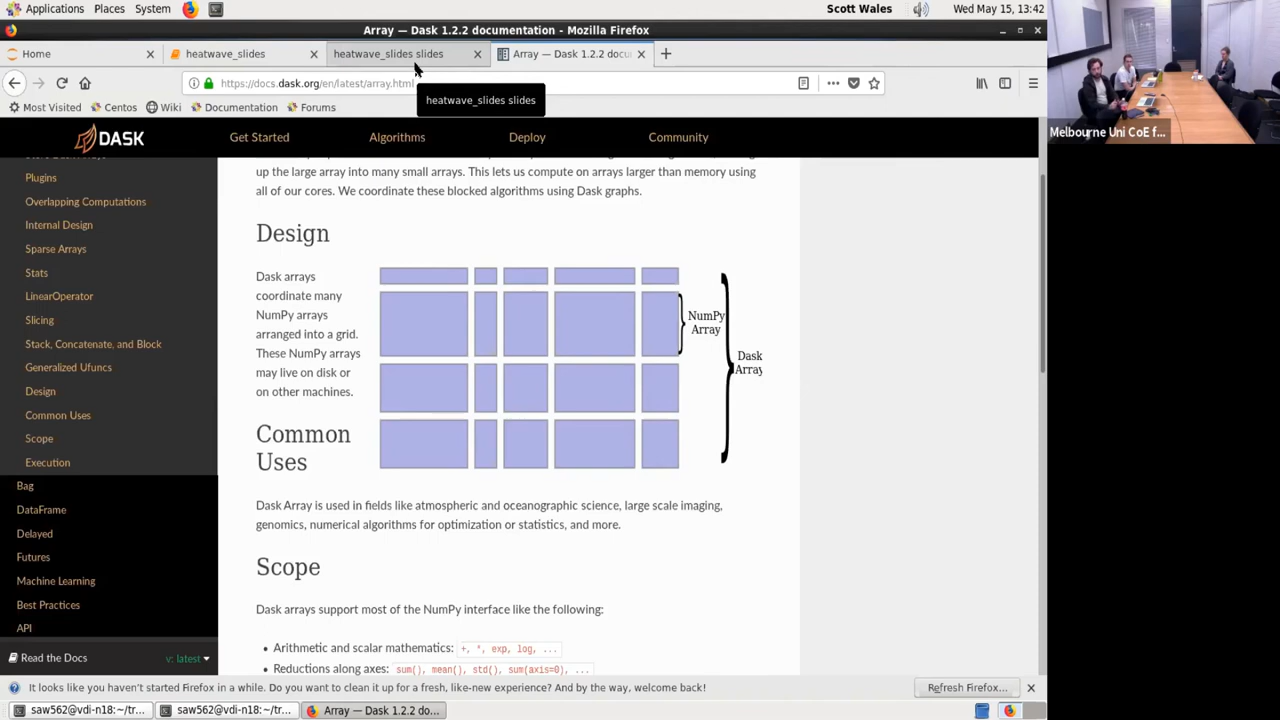 Applications Places System
Scott Wales
Wed May 15, 13:42
Array — Dask 1.2.2 documentation - Mozilla Firefox
Home
heatwave_slides
heatwave_slides slides
Array — Dask 1.2.2 docu
https://docs.dask.org/en/latest/array.html
heatwave_slides slides
Most Visited Centos Wiki Documentation Forums
DASK
Get Started
Algorithms
Deploy
Community
Plugins
Overlapping Computations
Internal Design
Sparse Arrays
Stats
LinearOperator
Slicing
Stack, Concatenate, and Block
Generalized Ufuncs
Design
Common Uses
Scope
Execution
Bag
DataFrame
Delayed
Futures
Machine Learning
Best Practices
API
Read the Docs
v: latest
up the large array into many small arrays. This lets us compute on arrays larger than memory using
all of our cores. We coordinate these blocked algorithms using Dask graphs.
Design
Dask arrays
coordinate many
NumPy arrays
arranged into a grid.
These NumPy arrays
may live on disk or
on other machines.
NumPy
Array
Dask
Array
Common
Uses
Dask Array is used in fields like atmospheric and oceanographic science, large scale imaging,
genomics, numerical algorithms for optimization or statistics, and more.
Scope
Dask arrays support most of the NumPy interface like the following:
• Arithmetic and scalar mathematics: +, *, exp, log, ...
• Reductions along axes: sum(), mean(), std(), sum(axis=0), ...
It looks like you haven't started Firefox in a while. Do you want to clean it up for a fresh, like-new experience? And by the way, welcome back!
Refresh Firefox...
saw562@vdi-n18:~/tr...
saw562@vdi-n18:~/tr...
Array — Dask 1.2.2 do...
Melbourne Uni CoE f...